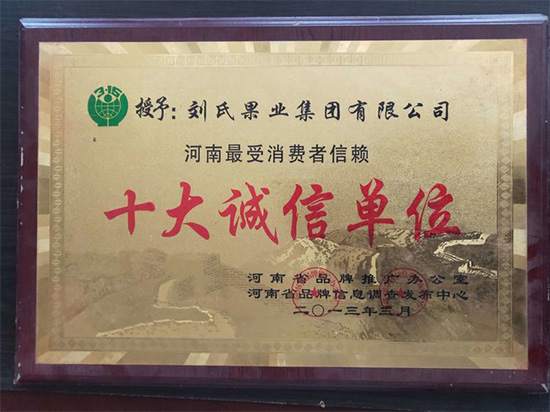 3·15
授予：刘氏果业集团有限公司
河南最受消费者信赖
十大诚信单位
河南省品牌推广办公室
河南省品牌信息调查发布中心
二〇一三年三月